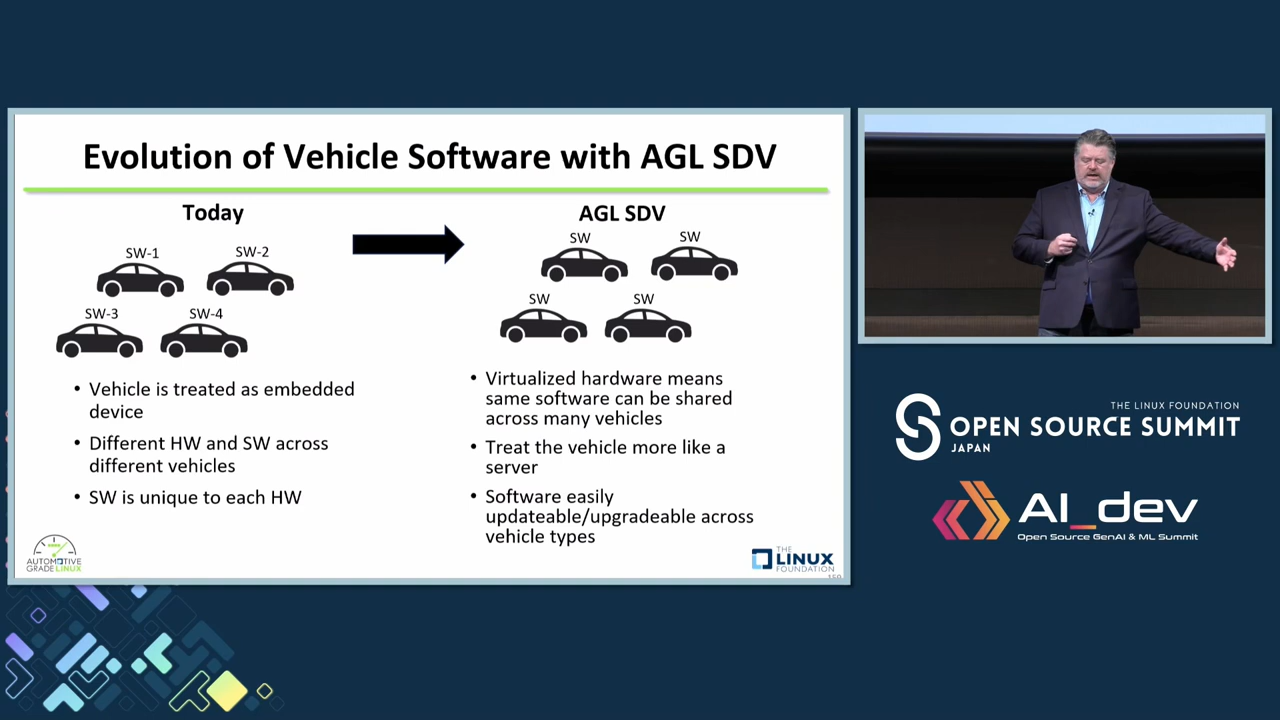 Evolution of Vehicle Software with AGL SDV
Today
SW-1
SW-2
SW-3
SW-4
• Vehicle is treated as embedded
device
• Different HW and SW across
different vehicles
• SW is unique to each HW
AGL SDV
SW
SW
SW
SW
• Virtualized hardware means
same software can be shared
across many vehicles
• Treat the vehicle more like a
server
• Software easily
updateable/upgradeable across
vehicle types
AUTOMOTIVE
GRADE LINUX
THE
LINUX
FOUNDATION
THE LINUX FOUNDATION
OPEN SOURCE SUMMIT
JAPAN
AI_dev
Open Source GenAI & ML Summit